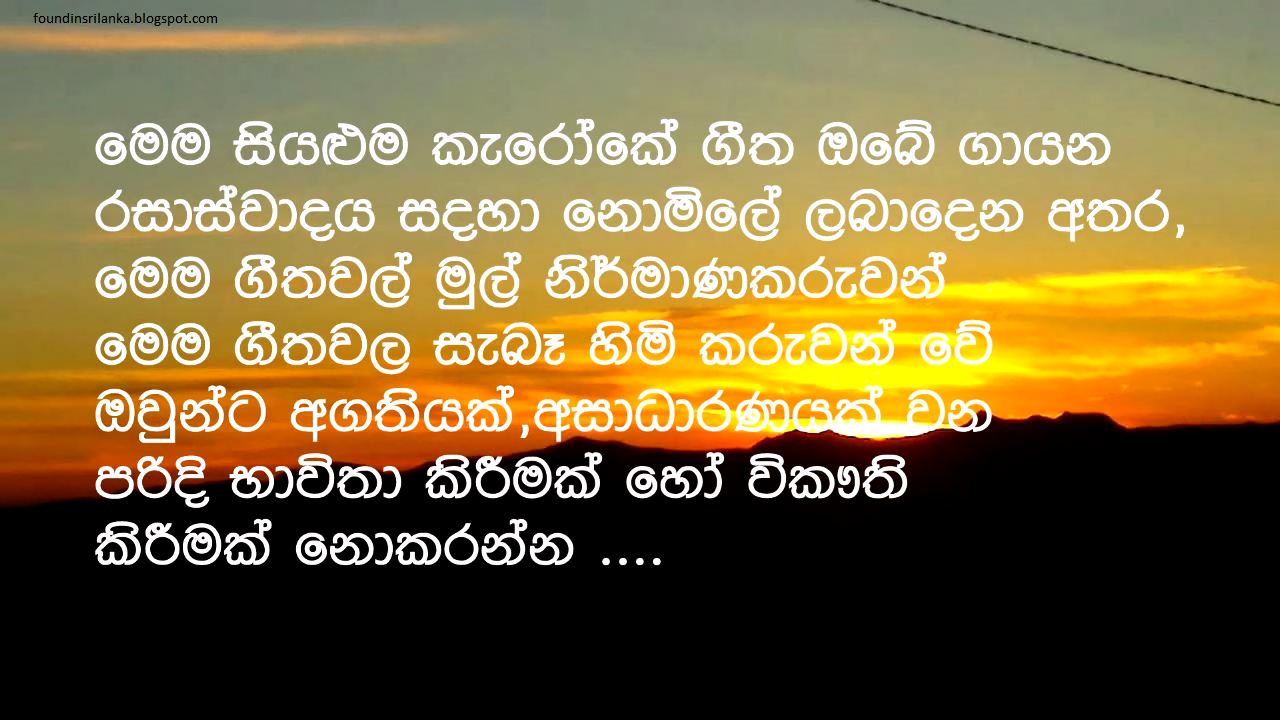 foundinsrilanka.blogspot.com
මෙම සියළුම කැරෝකේ ගීත ඔබේ ගායන
රසාස්වාදය සදහා නොමිලේ ලබාදෙන අතර,
මෙම ගීතවල් මුල් නිර්මාණකරුවන්
මෙම ගීතවල සැබෑ හිමි කරුවන් වේ
ඔවුන්ට අගතියක්,අසාධාරණයක් වන
පරිදි භාවිතා කිරීමක් හෝ විකෘති
කිරීමක් නොකරන්න ....